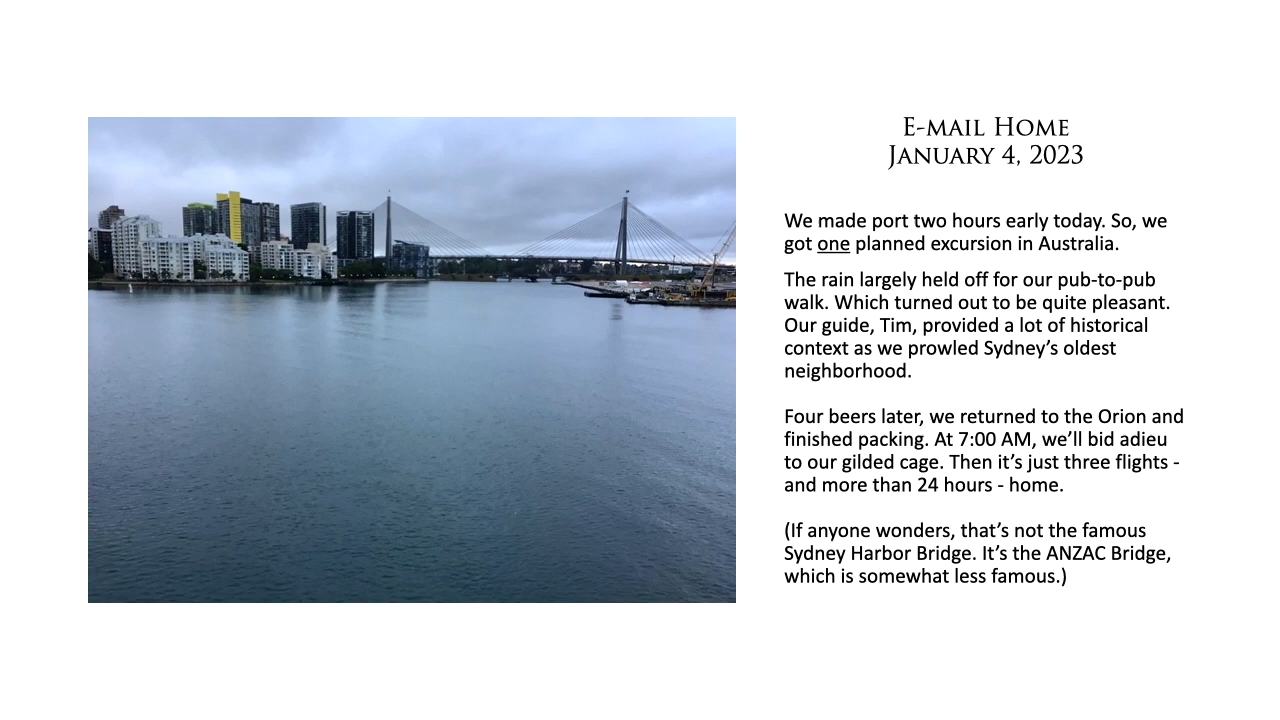 E-mail Home
January 4, 2023
We made port two hours early today. So, we
got one planned excursion in Australia.
The rain largely held off for our pub-to-pub
walk. Which turned out to be quite pleasant.
Our guide, Tim, provided a lot of historical
context as we prowled Sydney’s oldest
neighborhood.
Four beers later, we returned to the Orion and
finished packing. At 7:00 AM, we’ll bid adieu
to our gilded cage. Then it’s just three flights -
and more than 24 hours - home.
(If anyone wonders, that’s not the famous
Sydney Harbor Bridge. It’s the ANZAC Bridge,
which is somewhat less famous.)